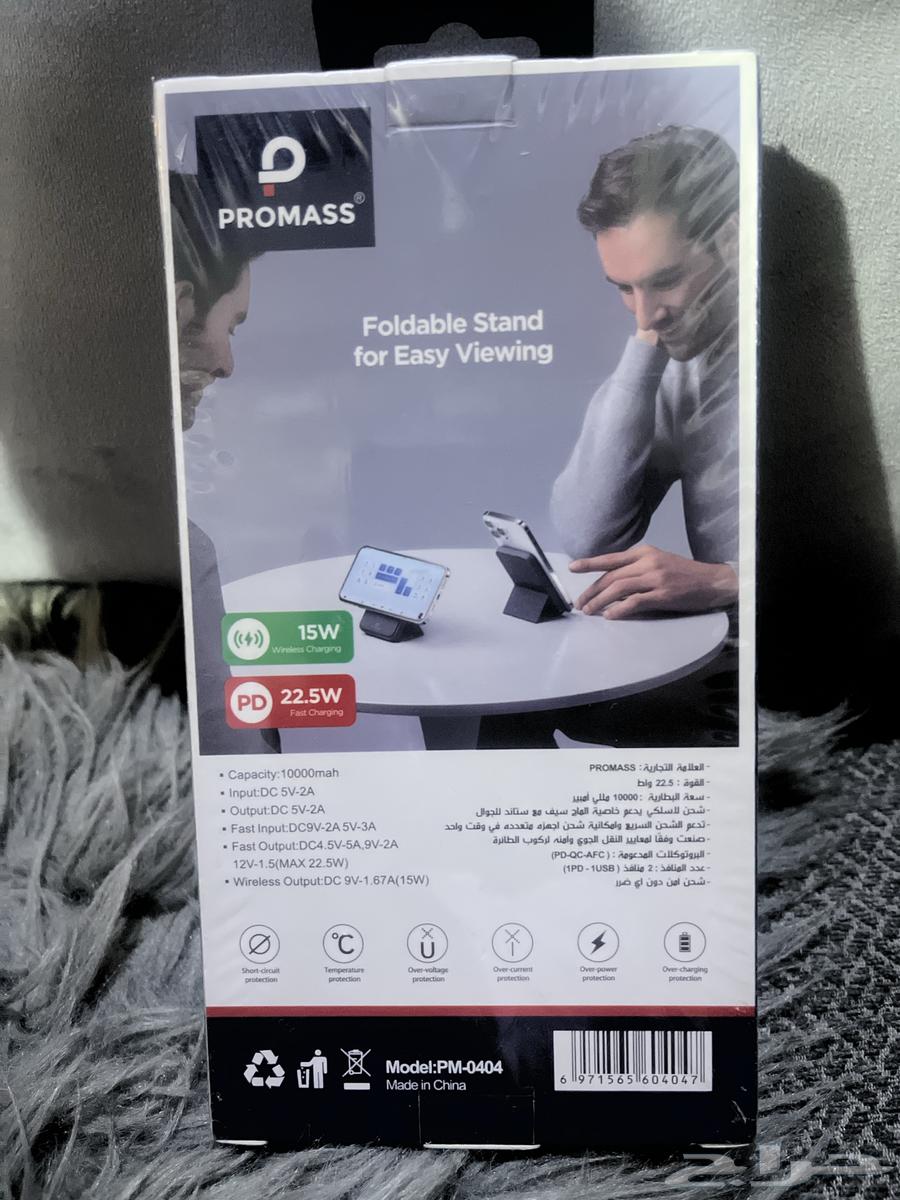 PROMASS®
Foldable Stand
for Easy Viewing
15W
Wireless Charging
PD
22.5W
Fast Charging
▪ Capacity:10000mah
▪ Input:DC 5V-2A
▪ Output:DC 5V-2A
▪ Fast Input:DC9V-2A 5V-3A
▪ Fast Output:DC4.5V-5A,9V-2A
12V-1.5(MAX 22.5W)
▪ Wireless Output:DC 9V-1.67A(15W)
- العلامة التجارية : PROMASS
- القوة : 22.5 واط
- سعة البطارية : 10000 مللي أمبير
- شحن لاسلكي يدعم خاصية الماج سيف مع ستاند للجوال
- تدعم الشحن السريع وامكانية شحن اجهزه متعدده في وقت واحد
- صنعت وفقا لمعايير النقل الجوي وامنه لركوب الطائرة
- البروتوكلات المدعومة : (PD-QC-AFC)
- عدد المنافذ : 2 منافذ (1PD - 1USB)
- شحن امن دون اي ضرر
Short-circuit
protection
°C
Temperature
protection
U
Over-voltage
protection
Over-current
protection
Over-power
protection
Over-charging
protection
Model:PM-0404
Made in China
6 971565 604047
حراج